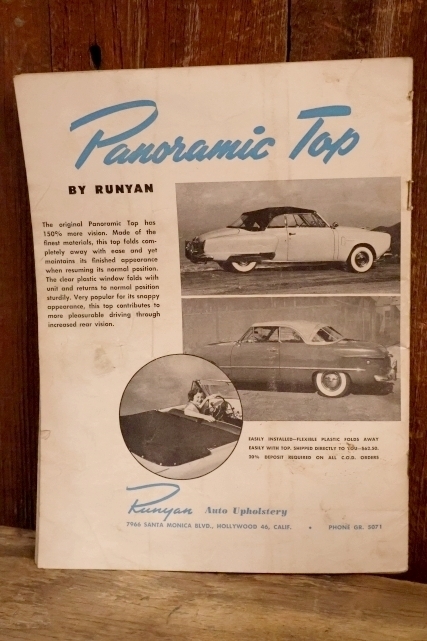 Panoramic Top
BY RUNYAN
The original Panoramic Top has
150% more vision. Made of the
finest materials, this top folds com-
pletely away with ease and yet
maintains its finished appearance
when resuming its normal position.
The clear plastic window folds with
unit and returns to normal position
sturdily. Very popular for its snappy
appearance, this top contributes to
more pleasurable driving through
increased rear vision.
EASILY INSTALLED—FLEXIBLE PLASTIC FOLDS AWAY
EASILY WITH TOP. SHIPPED DIRECTLY TO YOU—$62.50.
30% DEPOSIT REQUIRED ON ALL C.O.D. ORDERS
Runyan Auto Upholstery
7966 SANTA MONICA BLVD., HOLLYWOOD 46, CALIF. • PHONE GR. 5071